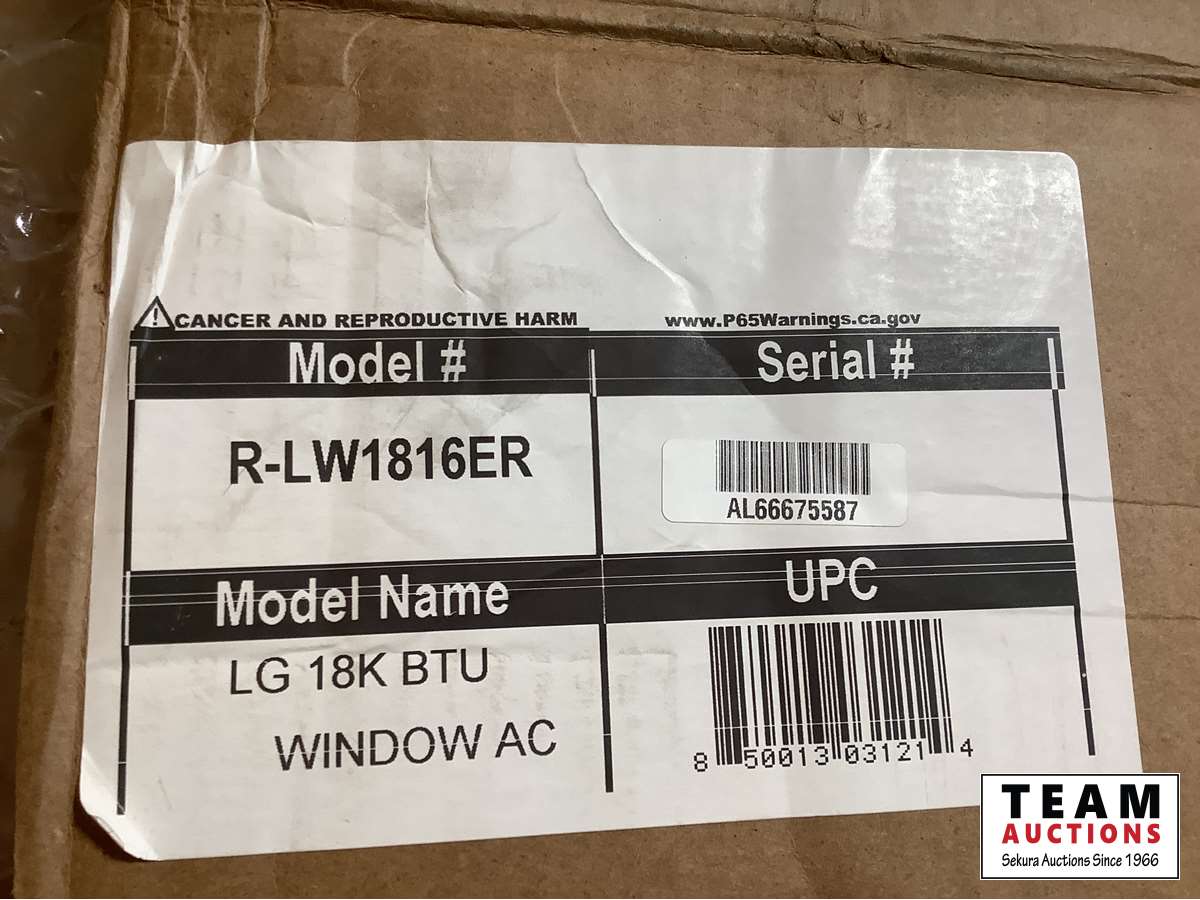 CANCER AND REPRODUCTIVE HARM www.P65Warnings.ca.gov
Model # Serial #
R-LW1816ER
AL66675587
Model Name UPC
LG 18K BTU
WINDOW AC
8 50013 03121 4
TEAM
AUCTIONS
Sekura Auctions Since 1966